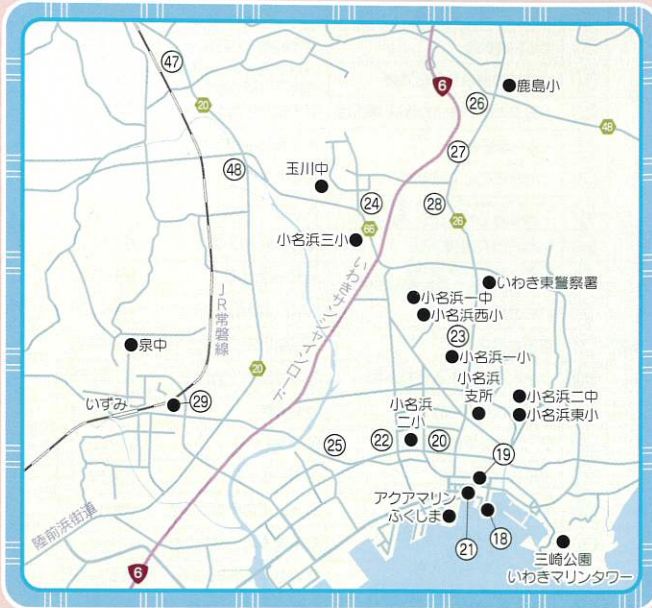 ㊼
6
鹿島小
26
20
48
27
玉川中
48
24
28
66
26
小名浜三小
いわき東警察署
いわきサンシャインロード
小名浜一中
小名浜西小
JR常磐線
23
泉中
小名浜一小
20
小名浜
支所
小名浜二中
小名浜東小
いずみ
29
小名浜
二小
25
22
20
19
アクアマリン
ふくしま
18
21
陸前浜街道
三崎公園
いわきマリンタワー
6